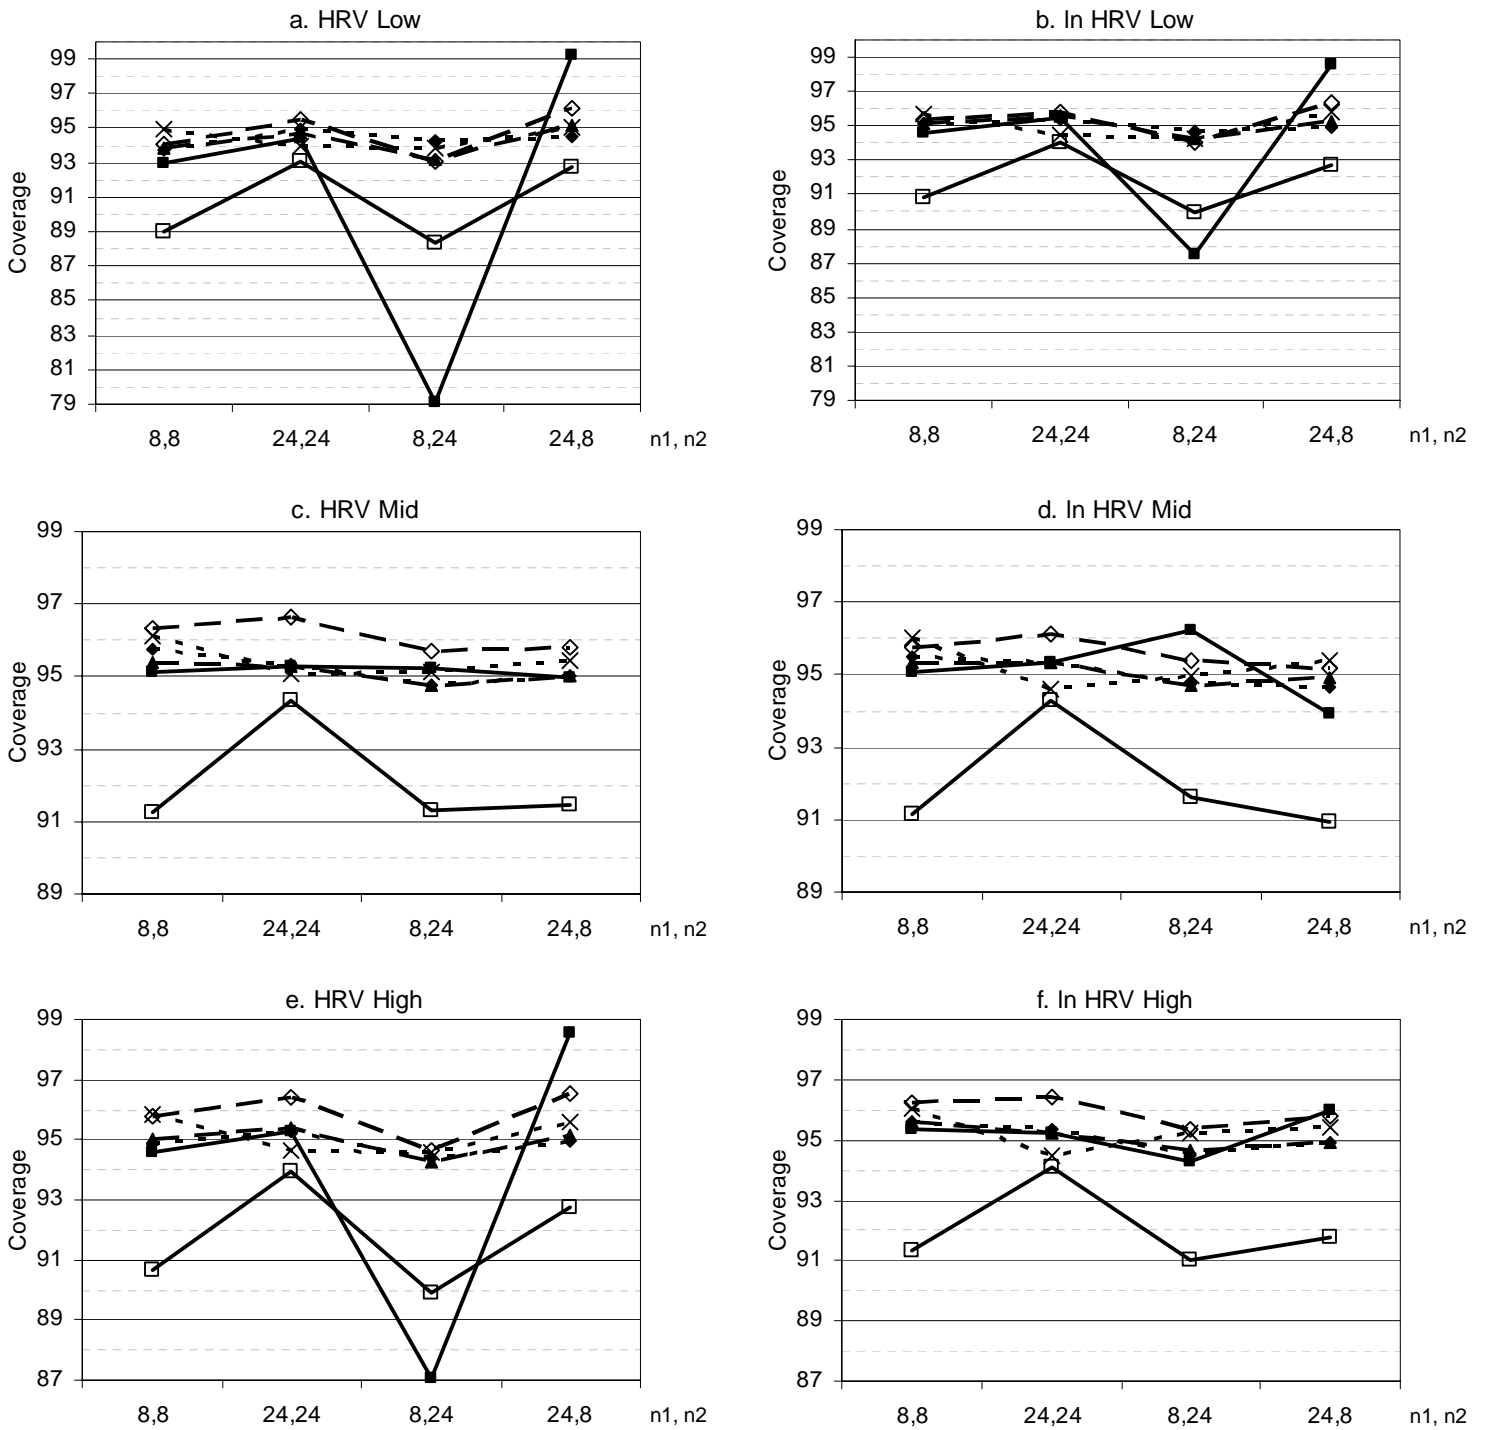 a. HRV Low
Coverage
99
97
95
93
91
89
87
85
83
81
79
8,8 24,24 8,24 24,8 n1, n2
b. ln HRV Low
Coverage
99
97
95
93
91
89
87
85
83
81
79
8,8 24,24 8,24 24,8 n1, n2
c. HRV Mid
Coverage
99
97
95
93
91
89
8,8 24,24 8,24 24,8 n1, n2
d. ln HRV Mid
Coverage
99
97
95
93
91
89
8,8 24,24 8,24 24,8 n1, n2
e. HRV High
Coverage
99
97
95
93
91
89
87
8,8 24,24 8,24 24,8 n1, n2
f. ln HRV High
Coverage
99
97
95
93
91
89
87
8,8 24,24 8,24 24,8 n1, n2